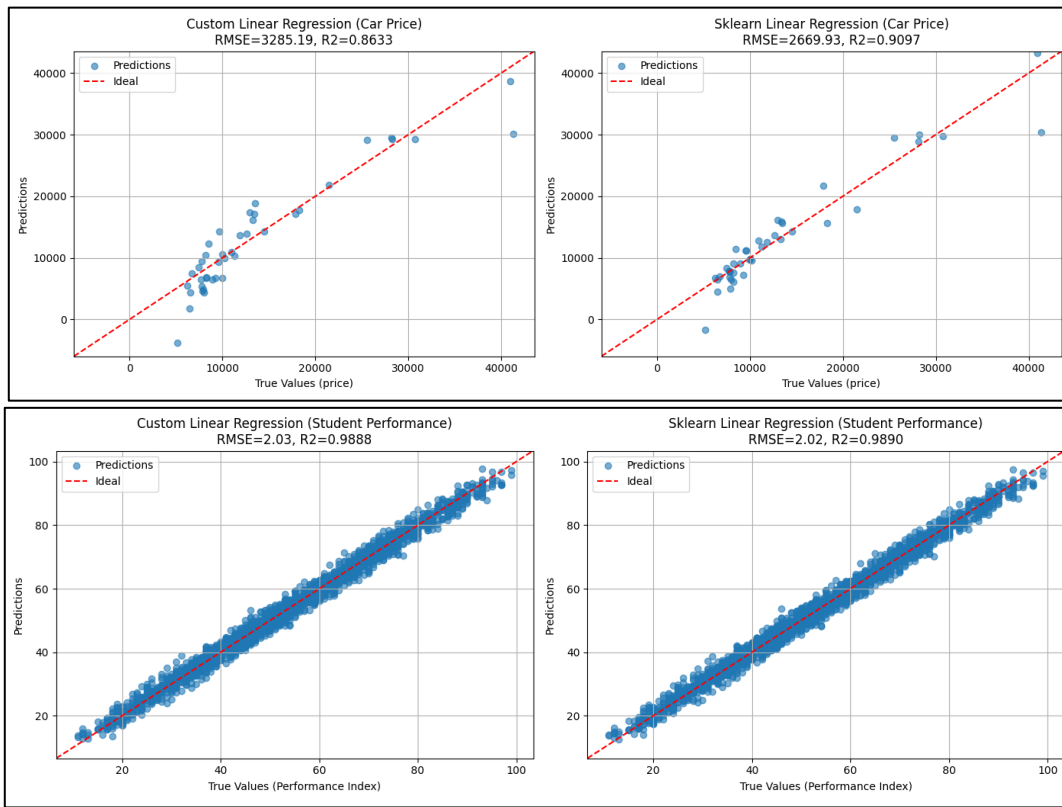 Custom Linear Regression (Car Price)
RMSE=3285.19, R2=0.8633
Predictions
Ideal
40000
30000
20000
10000
0
Predictions
0 10000 20000 30000 40000
True Values (price)
Sklearn Linear Regression (Car Price)
RMSE=2669.93, R2=0.9097
Predictions
Ideal
40000
30000
20000
10000
0
Predictions
0 10000 20000 30000 40000
True Values (price)
Custom Linear Regression (Student Performance)
RMSE=2.03, R2=0.9888
Predictions
Ideal
100
80
60
40
20
Predictions
20 40 60 80 100
True Values (Performance Index)
Sklearn Linear Regression (Student Performance)
RMSE=2.02, R2=0.9890
Predictions
Ideal
100
80
60
40
20
Predictions
20 40 60 80 100
True Values (Performance Index)